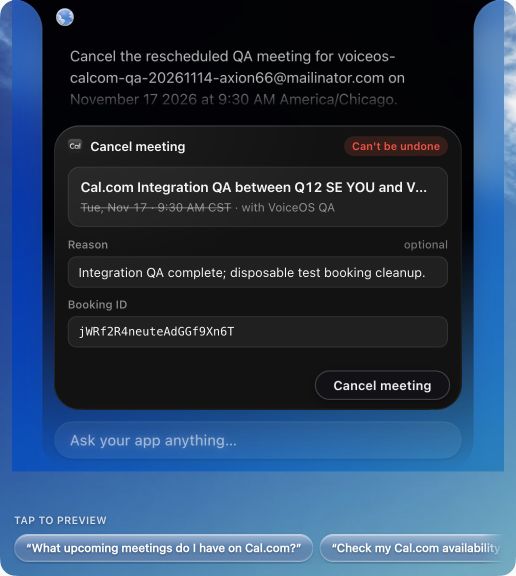 Cancel the rescheduled QA meeting for voiceos-
calcom-qa-20261114-axion66@mailinator.com on
November 17 2026 at 9:30 AM America/Chicago.
Cal Cancel meeting Can't be undone
Cal.com Integration QA between Q12 SE YOU and V...
Tue, Nov 17 · 9:30 AM CST · with VoiceOS QA
Reason optional
Integration QA complete; disposable test booking cleanup.
Booking ID
jWRf2R4neuteAdGGf9Xn6T
Cancel meeting
Ask your app anything...
TAP TO PREVIEW
“What upcoming meetings do I have on Cal.com?” “Check my Cal.com availability